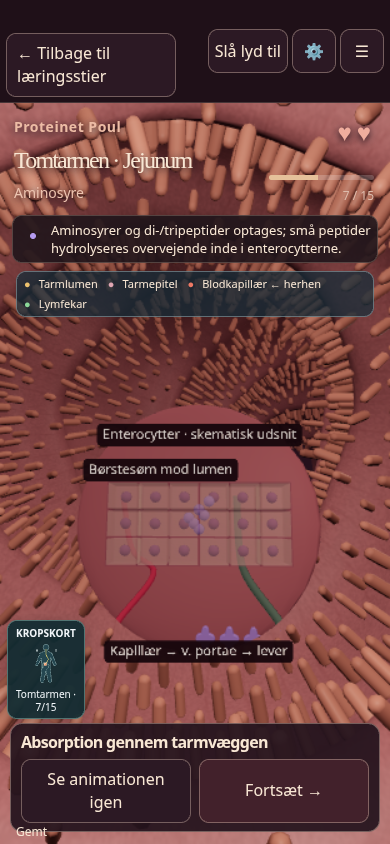 ← Tilbage til
læringsstier
Slå lyd til
⚙️
☰
Proteinet Poul
Tomtarmen · Jejunum
Aminosyre
♥ ♥
7 / 15
Aminosyrer og di-/tripeptider optages; små peptider
hydrolyseres overvejende inde i enterocytterne.
Tarmlumen
Tarmepitel
Blodkapillær ← herhen
Lymfekar
Enterocytter · skematisk udsnit
Børstesøm mod lumen
Kapillær → v. portae → lever
KROPSKORT
Tomtarmen ·
7/15
Absorption gennem tarmvæggen
Se animationen
igen
Fortsæt →
Gemt